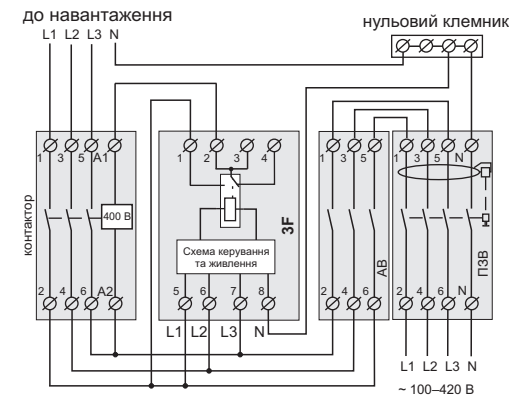 до навантаження
L1 L2 L3 N
нульовий клемник
1 3 5 A1
1 2 3 4
1 3 5
1 3 5 N
контактор
400 В
3F
Схема керування
та живлення
АВ
ПЗВ
2 4 6 A2
5 6 7 8
2 4 6
2 4 6 N
L1 L2 L3 N
L1 L2 L3 N
~ 100–420 В